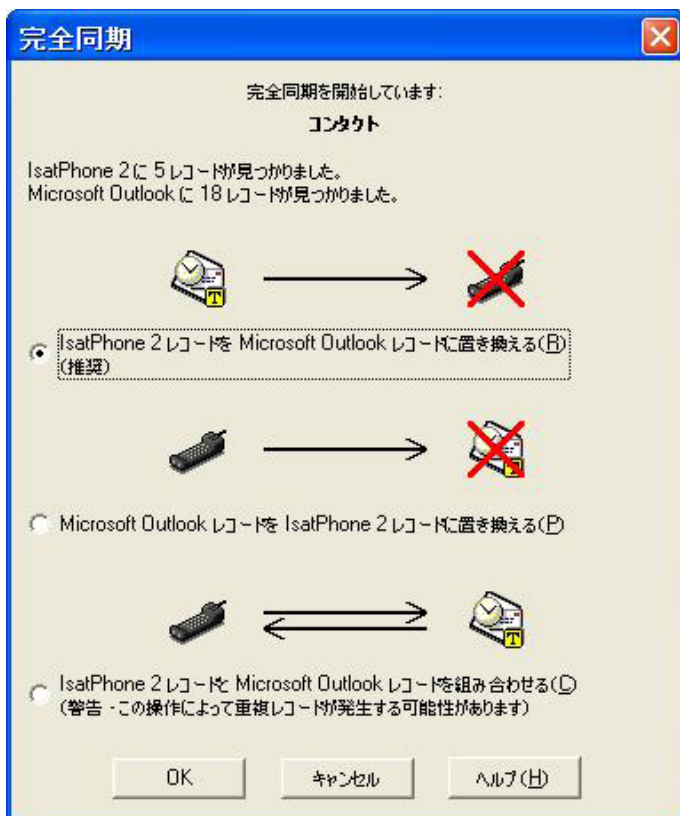 完全同期
完全同期を開始しています:
コンタクト
IsatPhone 2 に 5 レコードが見つかりました。
Microsoft Outlook に 18 レコードが見つかりました。
IsatPhone 2 レコードを Microsoft Outlook レコードに置き換える(R)
(推奨)
Microsoft Outlook レコードを IsatPhone 2 レコードに置き換える(P)
IsatPhone 2 レコードと Microsoft Outlook レコードを組み合わせる(C)
(警告 - この操作によって重複レコードが発生する可能性があります)
OK
キャンセル
ヘルプ(H)